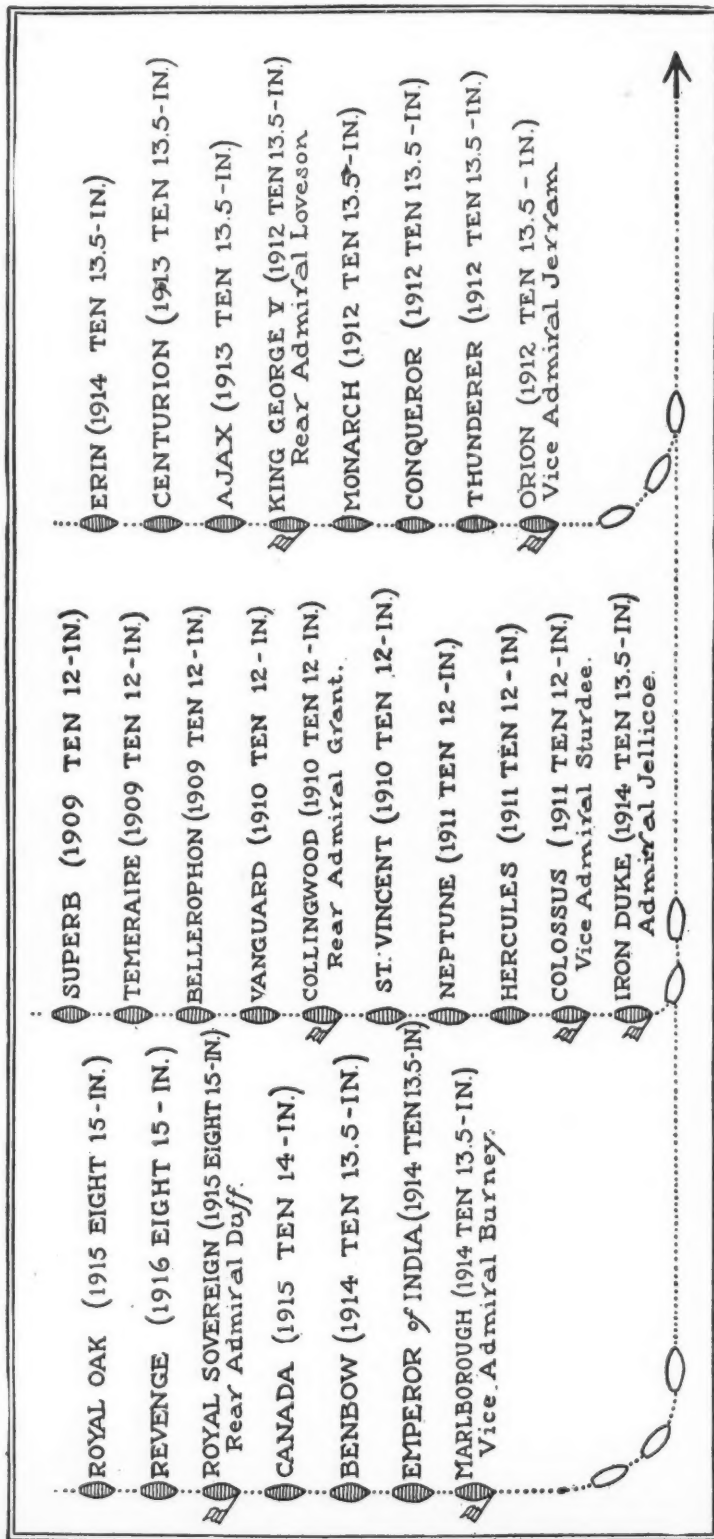 ROYAL OAK (1915 EIGHT 15-IN.)
REVENGE (1916 EIGHT 15-IN.)
ROYAL SOVEREIGN (1915 EIGHT 15-IN.)
Rear Admiral Duff.
CANADA (1915 TEN 14-IN.)
BENBOW (1914 TEN 13.5-IN.)
EMPEROR of INDIA (1914 TEN 13.5-IN)
MARLBOROUGH (1914 TEN 13.5-IN.)
Vice Admiral Burney.
SUPERB (1909 TEN 12-IN.)
TEMERAIRE (1909 TEN 12-IN.)
BELLEROPHON (1909 TEN 12-IN.)
VANGUARD (1910 TEN 12-IN.)
COLLINGWOOD (1910 TEN 12-IN.)
Rear Admiral Grant.
ST. VINCENT (1910 TEN 12-IN.)
NEPTUNE (1911 TEN 12-IN.)
HERCULES (1911 TEN 12-IN.)
COLOSSUS (1911 TEN 12-IN.)
Vice Admiral Sturdee.
IRON DUKE (1914 TEN 13.5-IN.)
Admiral Jellicoe.
ERIN (1914 TEN 13.5-IN.)
CENTURION (1913 TEN 13.5-IN.)
AJAX (1913 TEN 13.5-IN.)
KING GEORGE V (1912 TEN 13.5-IN.)
Rear Admiral Loveson
MONARCH (1912 TEN 13.5-IN.)
CONQUEROR (1912 TEN 13.5-IN.)
THUNDERER (1912 TEN 13.5-IN.)
ORION (1912 TEN 13.5-IN.)
Vice Admiral Jerram